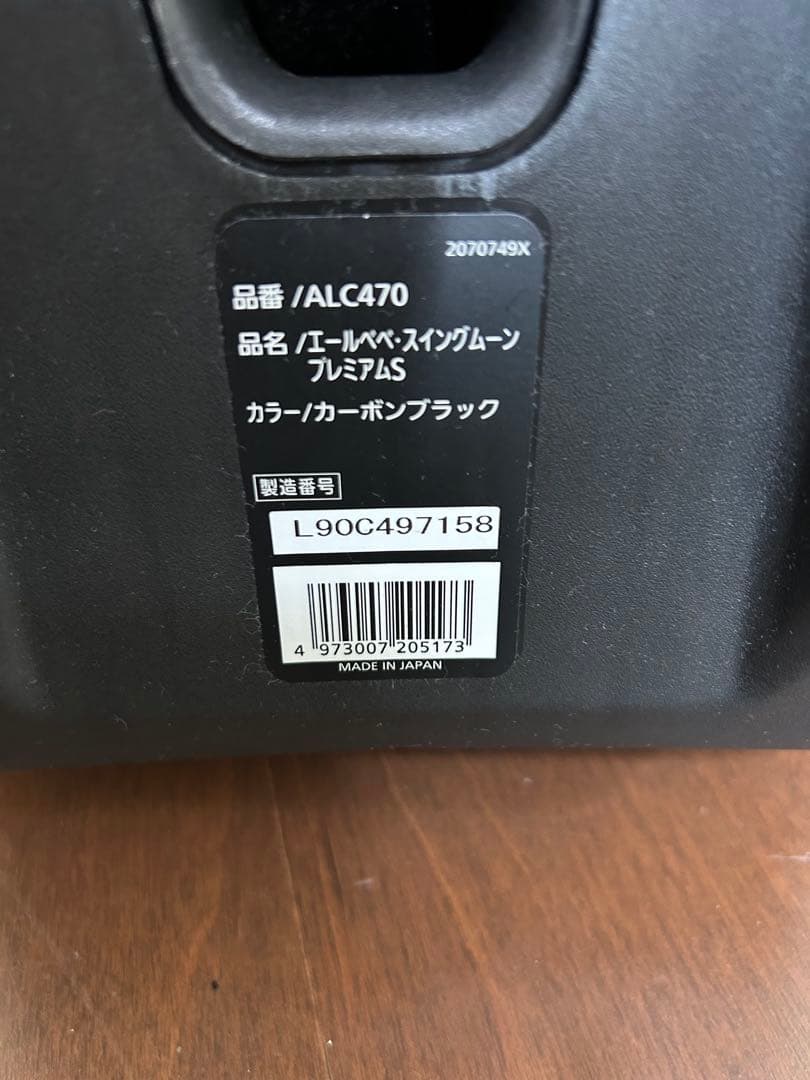 2070749X
品番/ALC470
品名/エールベベ・スイングムーン
プレミアムS
カラー/カーボンブラック
製造番号
L90C497158
4 973007 205173
MADE IN JAPAN